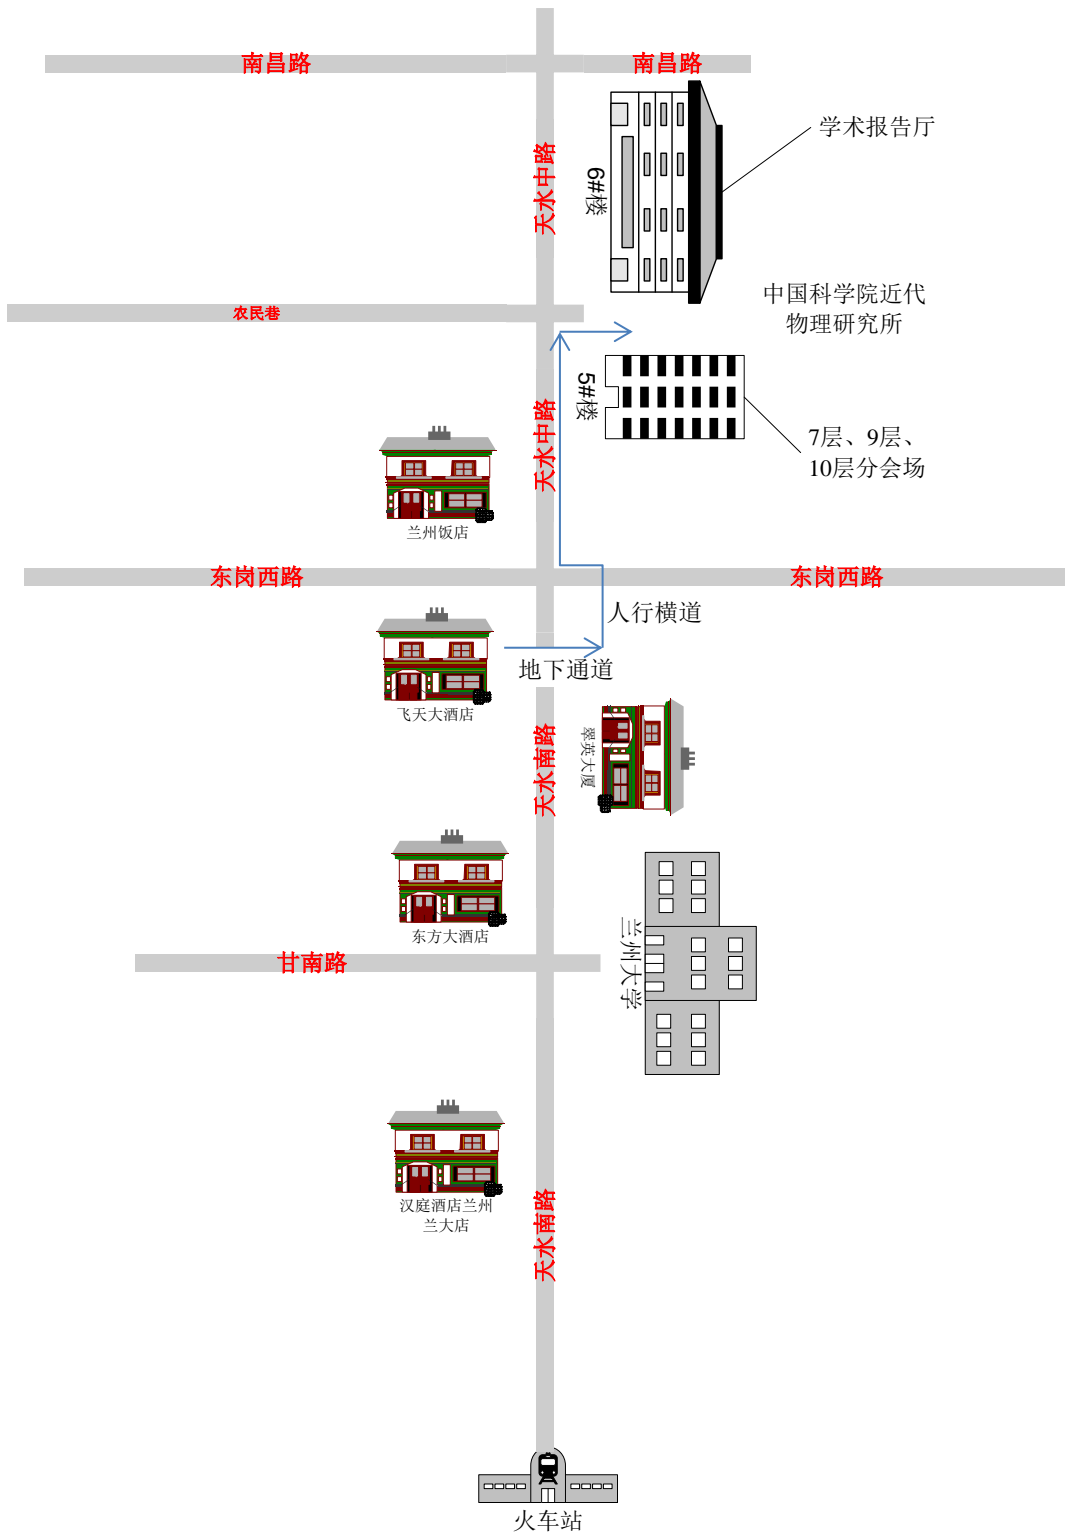 南昌路
南昌路
学术报告厅
天水中路
6#楼
中国科学院近代
物理研究所
农民巷
5#楼
天水中路
7层、9层、
10层分会场
兰州饭店
东岗西路
东岗西路
人行横道
地下通道
飞天大酒店
天水南路
翠英大厦
东方大酒店
兰州大学
甘南路
汉庭酒店兰州
兰大店
天水南路
火车站